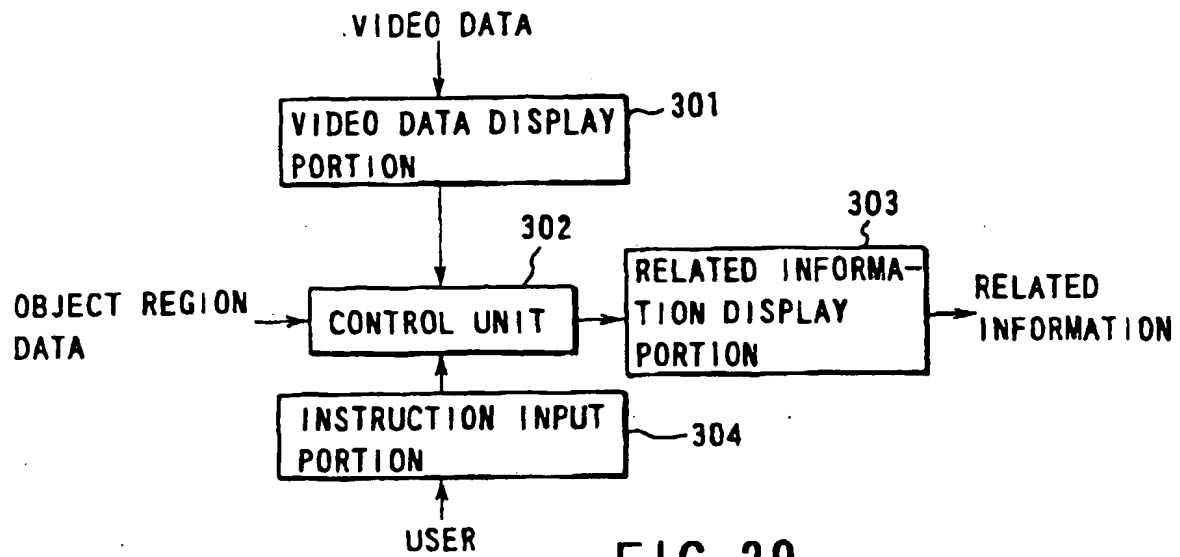 VIDEO DATA
VIDEO DATA DISPLAY
PORTION
301
302
303
OBJECT REGION
DATA
CONTROL UNIT
RELATED INFORMA-
TION DISPLAY
PORTION
RELATED
INFORMATION
INSTRUCTION INPUT
PORTION
304
USER